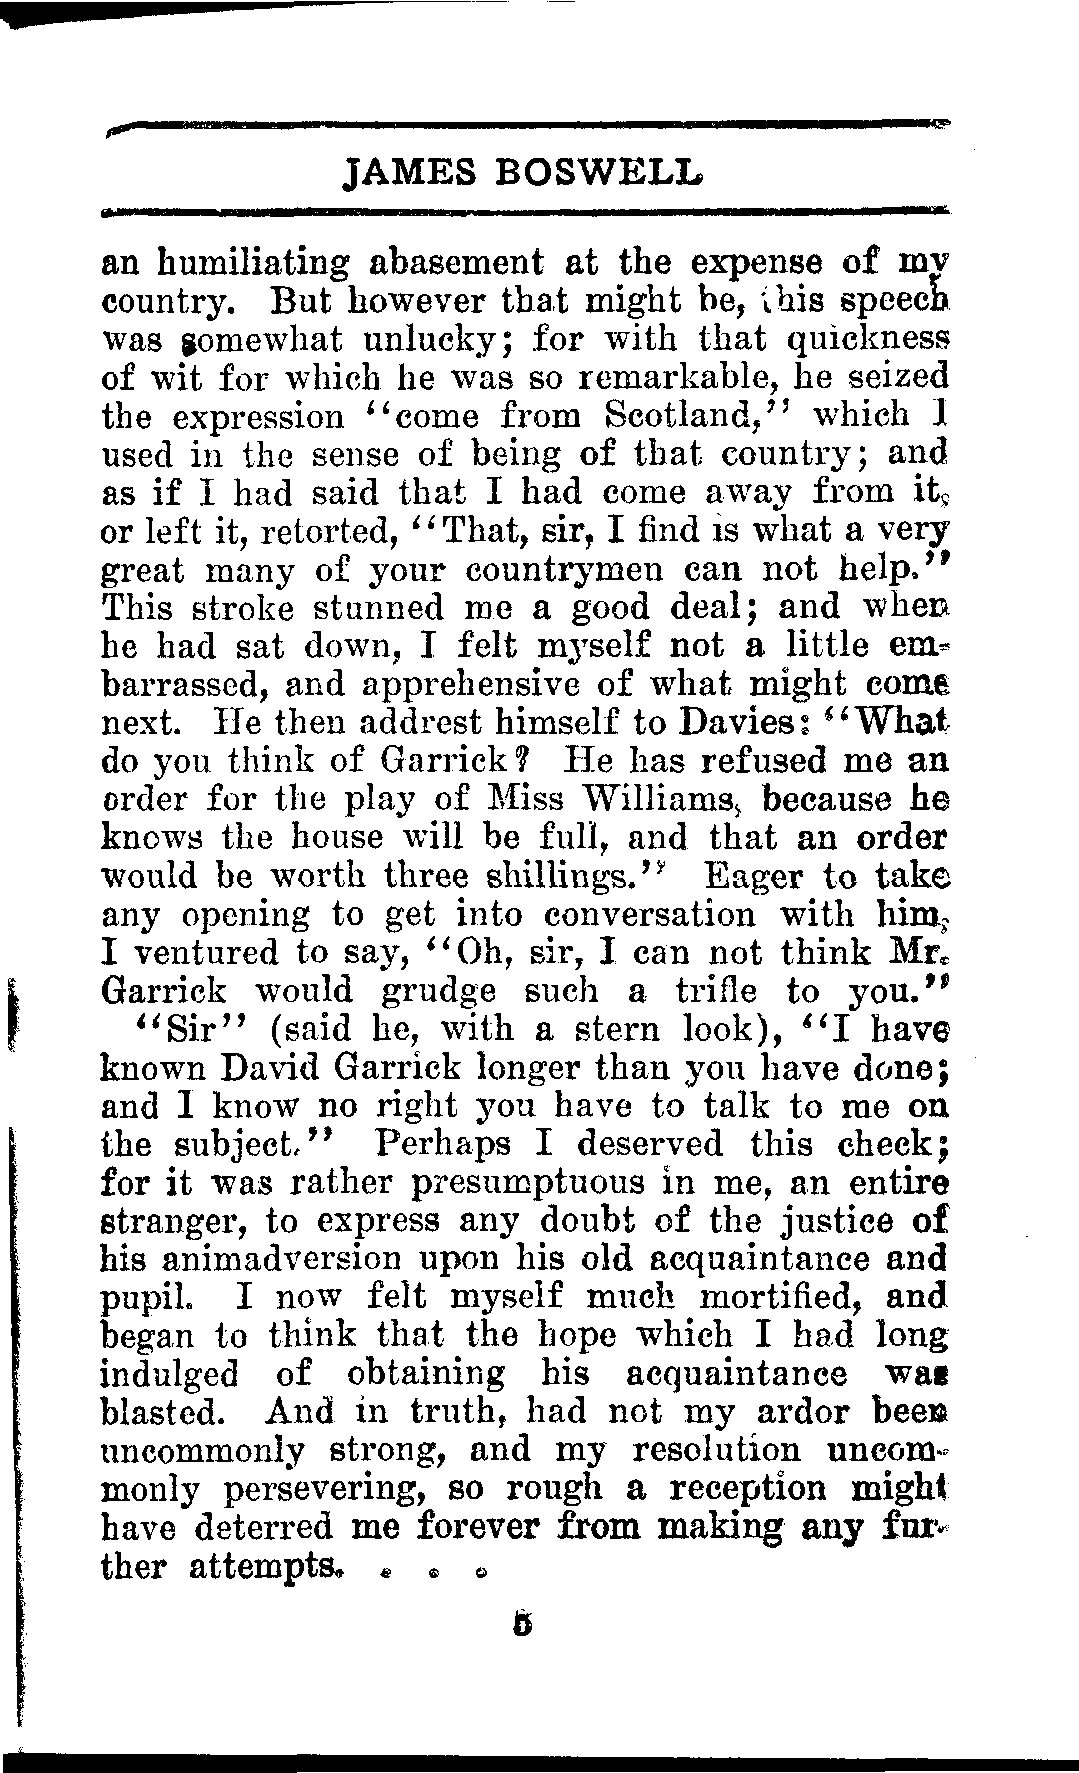 JAMES BOSWELL
an humiliating abasement at the expense of my
country. But however that might be, this speech
was somewhat unlucky; for with that quickness
of wit for which he was so remarkable, he seized
the expression "come from Scotland," which I
used in the sense of being of that country; and
as if I had said that I had come away from it,
or left it, retorted, "That, sir, I find is what a very
great many of your countrymen can not help."
This stroke stunned me a good deal; and when
he had sat down, I felt myself not a little em-
barrassed, and apprehensive of what might come
next. He then addrest himself to Davies: "What
do you think of Garrick? He has refused me an
order for the play of Miss Williams, because he
knows the house will be full, and that an order
would be worth three shillings." Eager to take
any opening to get into conversation with him,
I ventured to say, "Oh, sir, I can not think Mr.
Garrick would grudge such a trifle to you."
"Sir" (said he, with a stern look), "I have
known David Garrick longer than you have done;
and I know no right you have to talk to me on
the subject." Perhaps I deserved this check;
for it was rather presumptuous in me, an entire
stranger, to express any doubt of the justice of
his animadversion upon his old acquaintance and
pupil. I now felt myself much mortified, and
began to think that the hope which I had long
indulged of obtaining his acquaintance was
blasted. And in truth, had not my ardor been
uncommonly strong, and my resolution uncom-
monly persevering, so rough a reception might
have deterred me forever from making any fur-
ther attempts. . . .
5